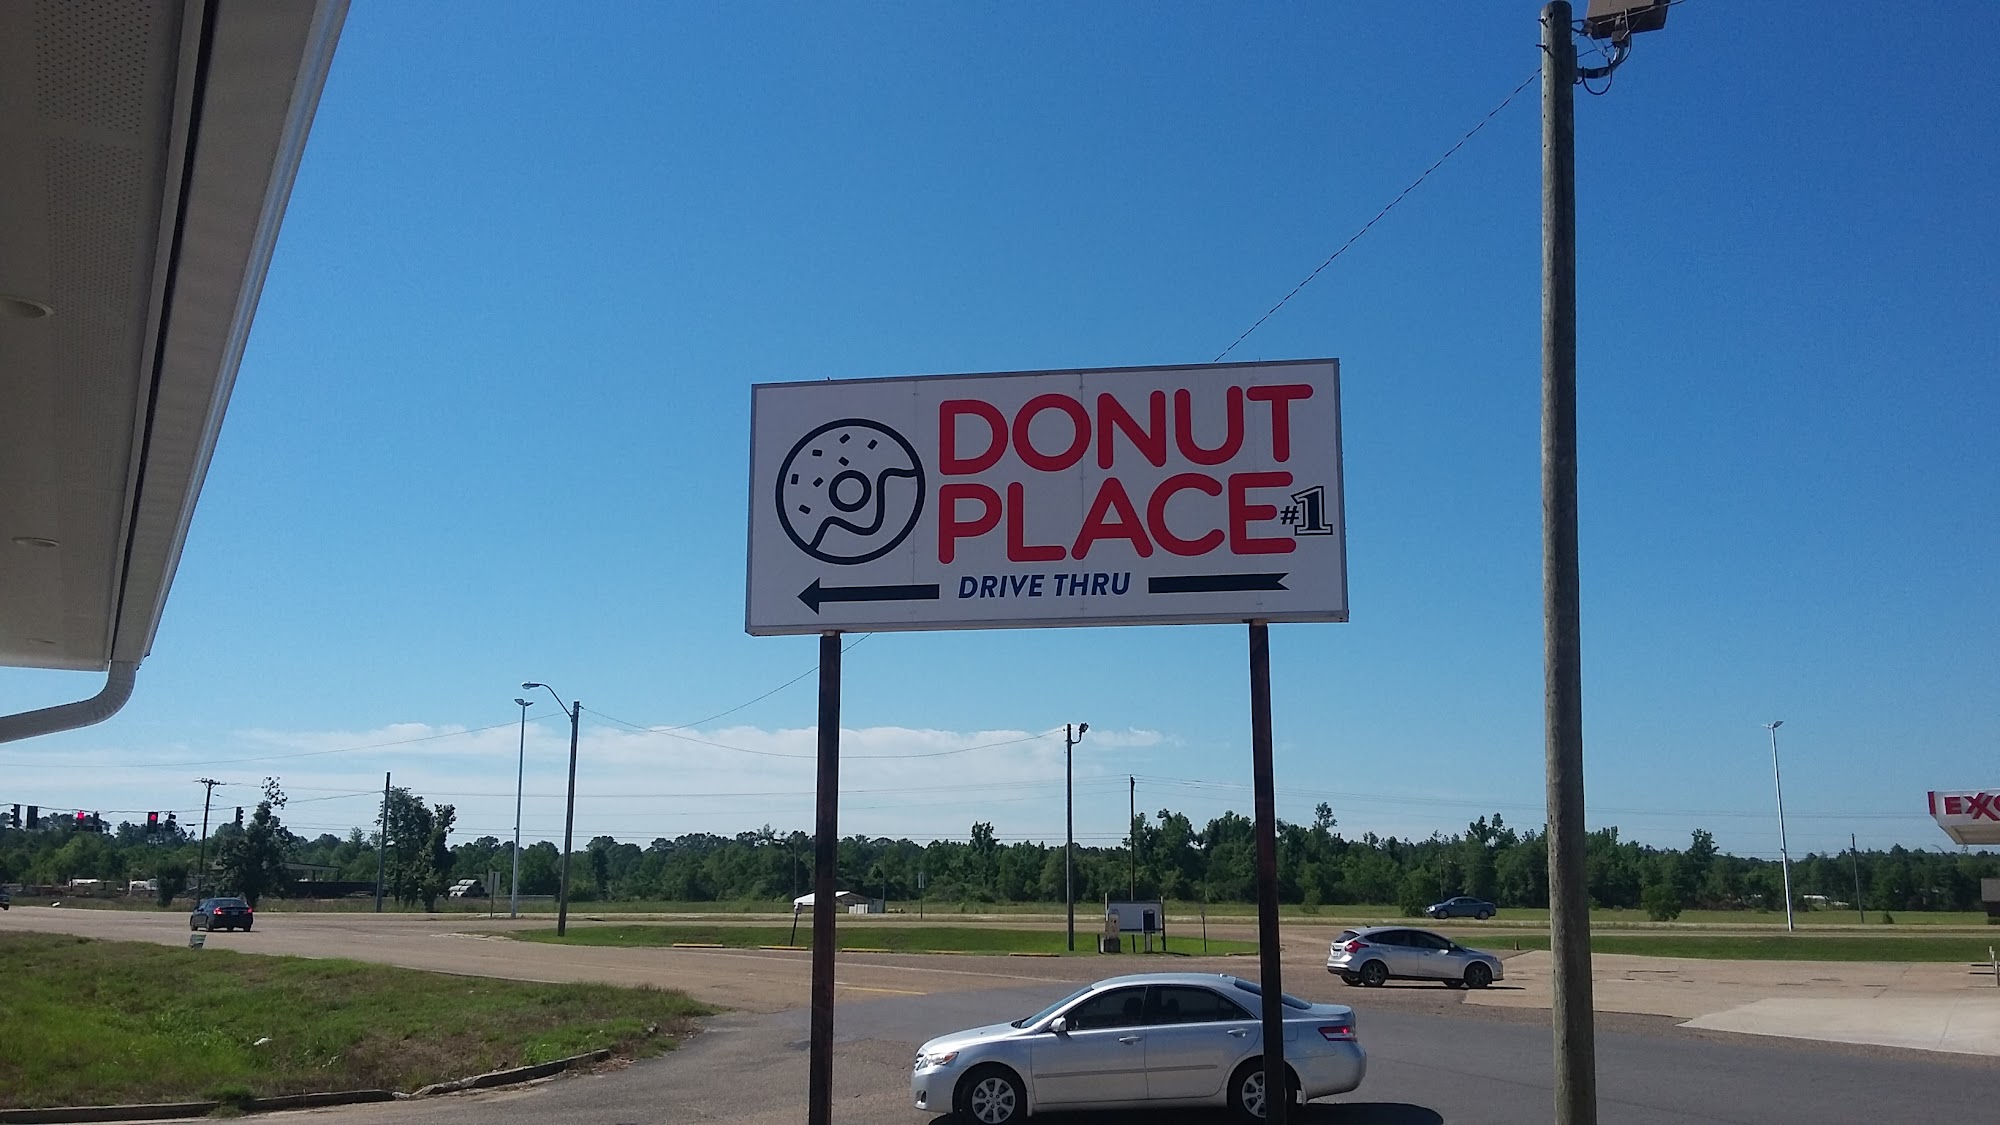 DONUT
PLACE #1
DRIVE THRU